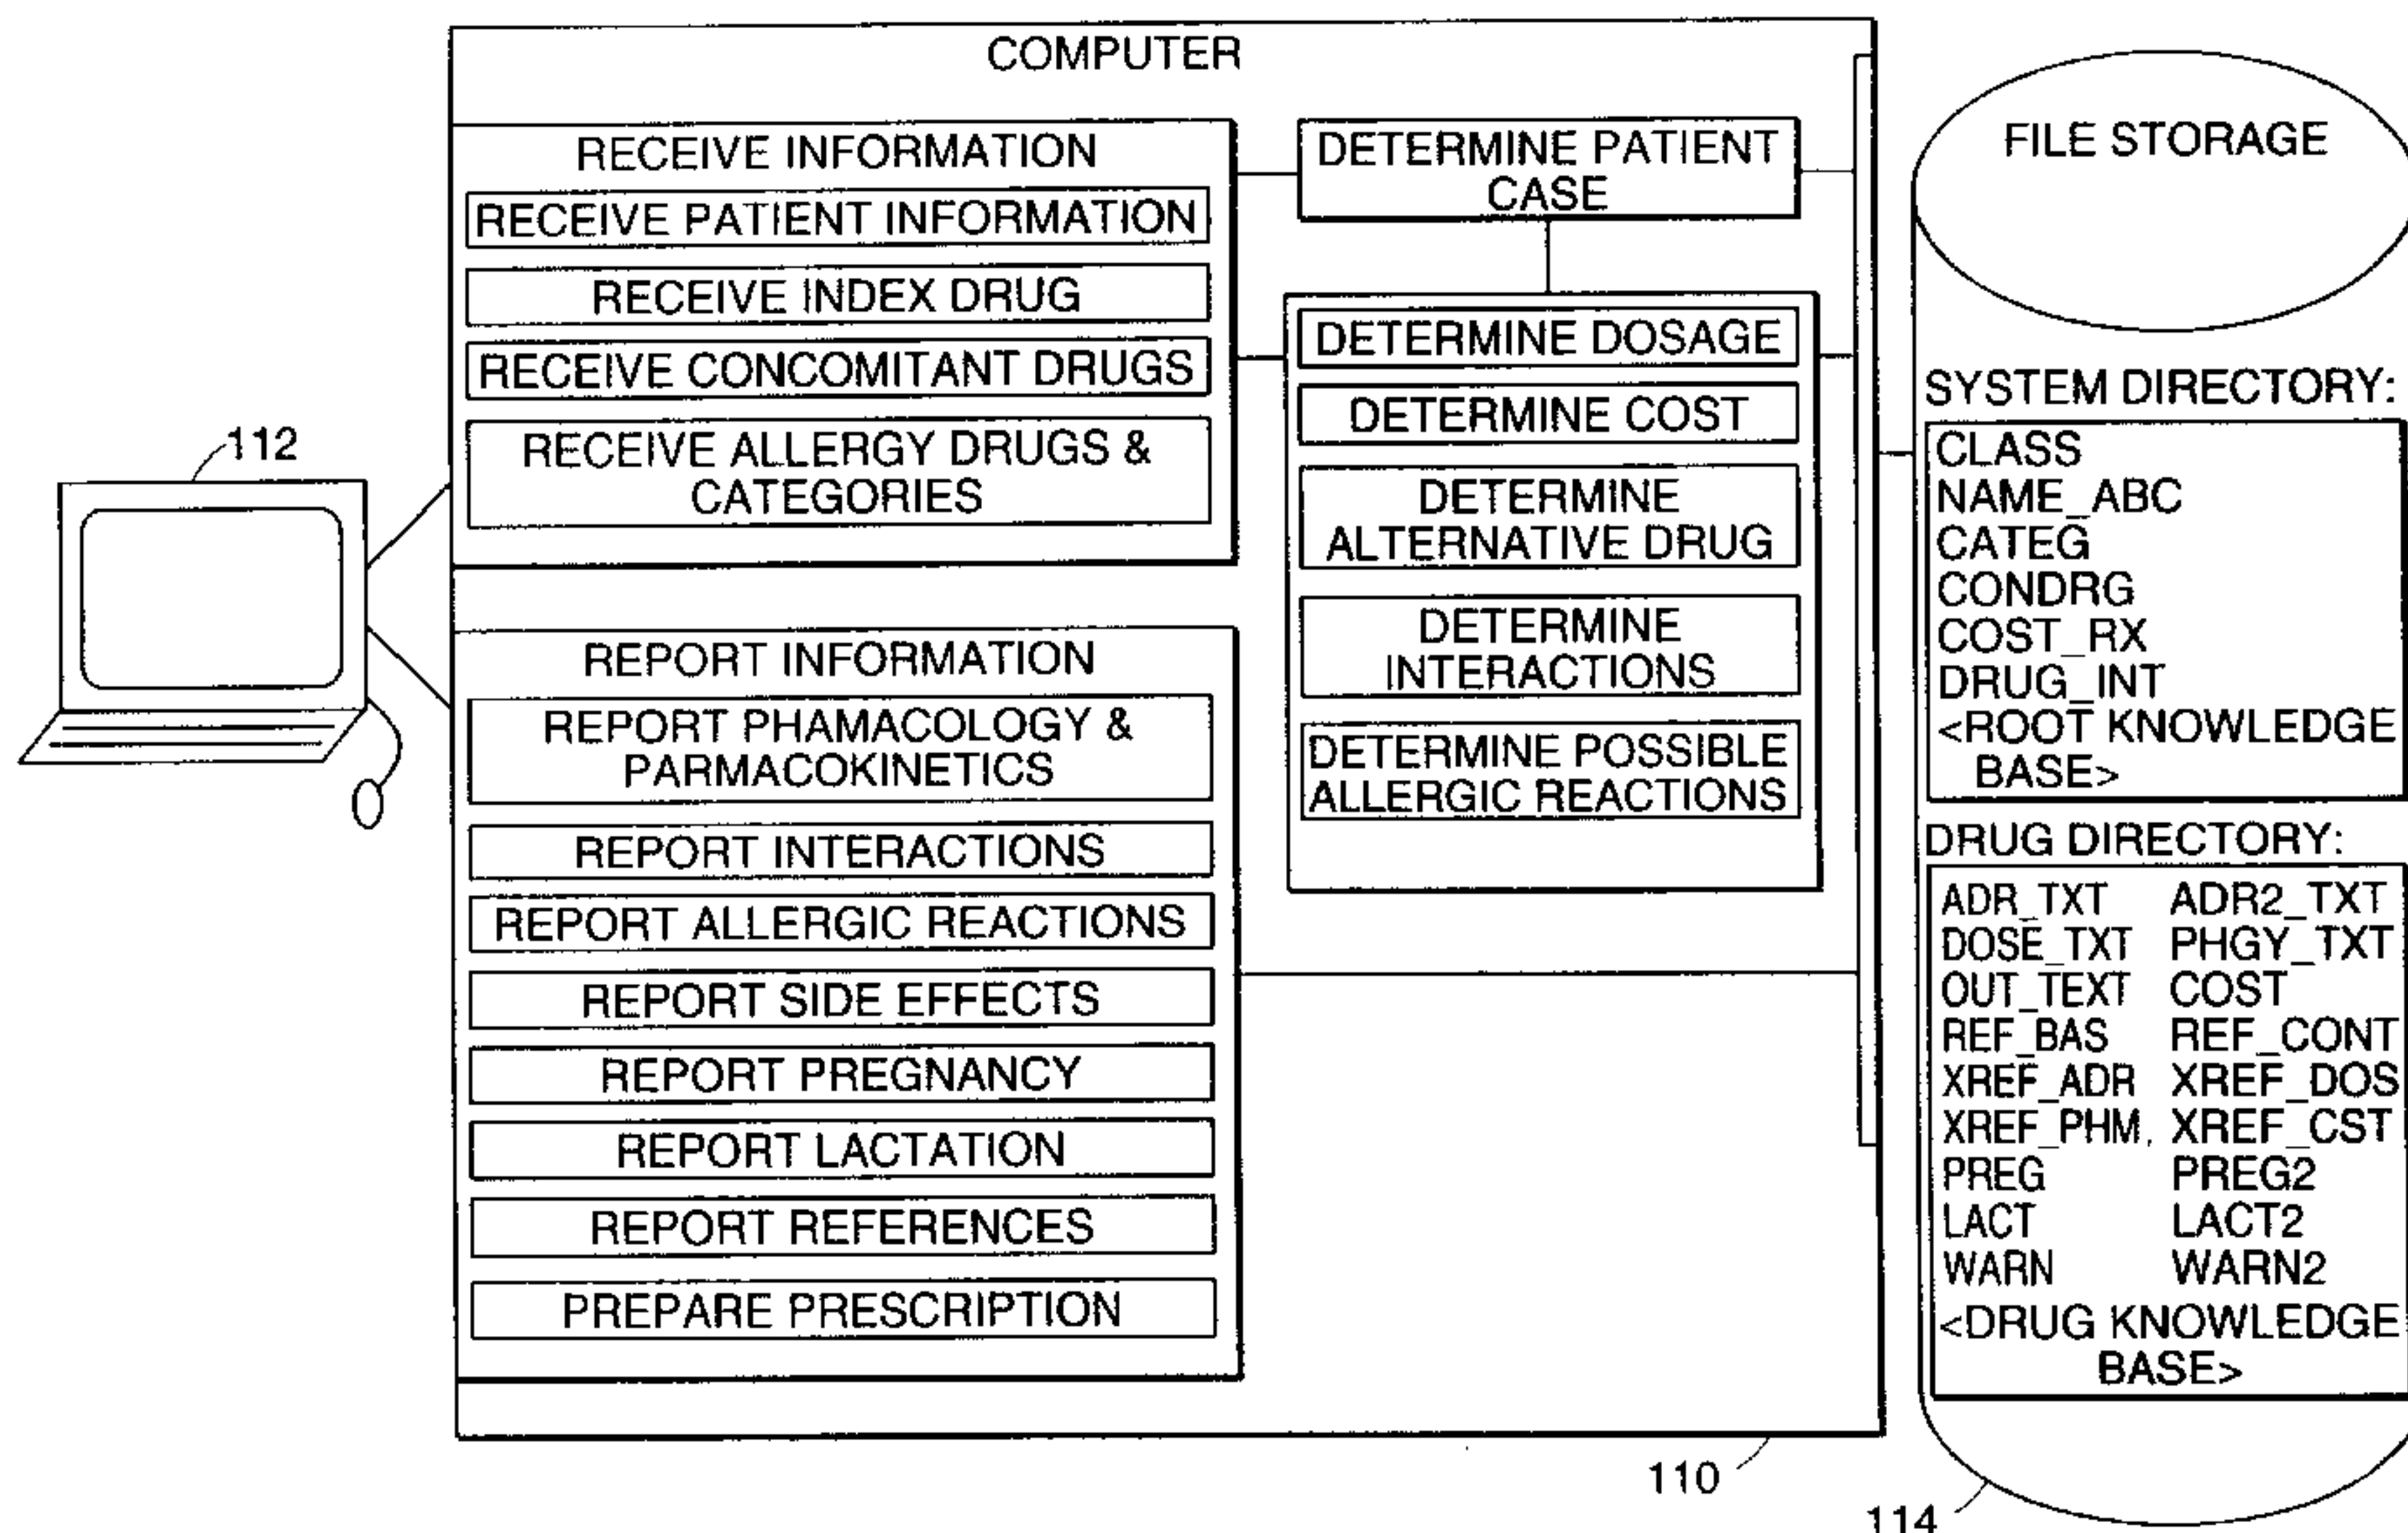 COMPUTER
RECEIVE INFORMATION
RECEIVE PATIENT INFORMATION
RECEIVE INDEX DRUG
RECEIVE CONCOMITANT DRUGS
RECEIVE ALLERGY DRUGS &
CATEGORIES
112
REPORT INFORMATION
REPORT PHAMACOLOGY &
PARMACOKINETICS
REPORT INTERACTIONS
REPORT ALLERGIC REACTIONS
REPORT SIDE EFFECTS
REPORT PREGNANCY
REPORT LACTATION
REPORT REFERENCES
PREPARE PRESCRIPTION
DETERMINE PATIENT
CASE
DETERMINE DOSAGE
DETERMINE COST
DETERMINE
ALTERNATIVE DRUG
DETERMINE
INTERACTIONS
DETERMINE POSSIBLE
ALLERGIC REACTIONS
110
FILE STORAGE
SYSTEM DIRECTORY:
CLASS
NAME_ABC
CATEG
CONDRG
COST_RX
DRUG_INT
<ROOT KNOWLEDGE
BASE>
DRUG DIRECTORY:
ADR_TXT ADR2_TXT
DOSE_TXT PHGY_TXT
OUT_TEXT COST
REF_BAS REF_CONT
XREF_ADR XREF_DOS
XREF_PHM, XREF_CST
PREG PREG2
LACT LACT2
WARN WARN2
<DRUG KNOWLEDGE
BASE>
114